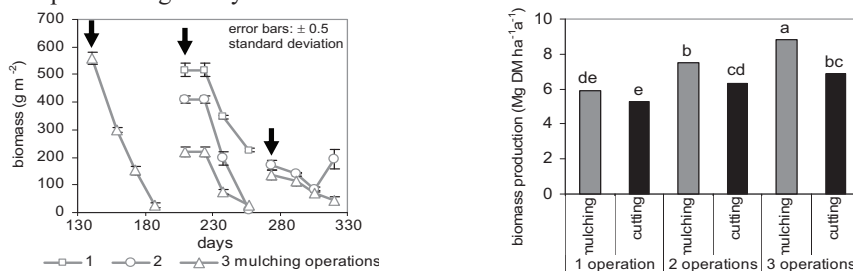 700
600
500
400
300
200
100
0
biomass (g m⁻²)
error bars: ± 0.5
standard deviation
130 180 230 280 330
days
1 2 3 mulching operations
biomass production (Mg DM ha⁻¹a⁻¹)
10
8
6
4
2
0
de e b cd a bc
mulching cutting mulching cutting mulching cutting
1 operation 2 operations 3 operations